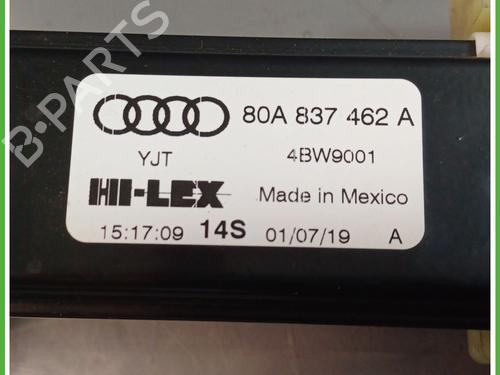 B-PARTS
80A 837 462 A
YJT 4BW9001
HI-LEX Made in Mexico
15:17:09 14S 01/07/19 A